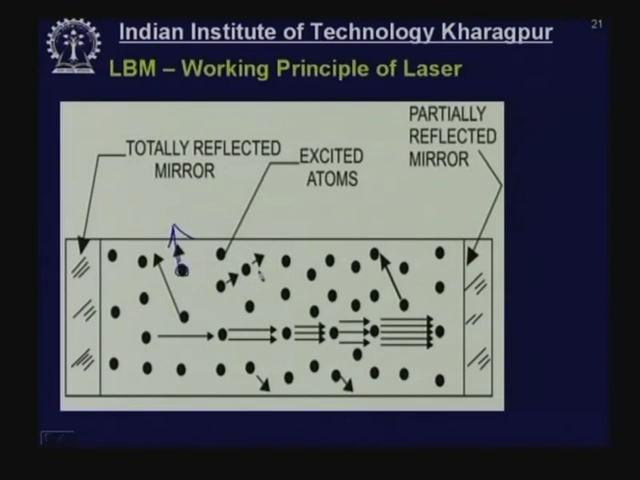 21
Indian Institute of Technology Kharagpur
LBM – Working Principle of Laser
TOTALLY REFLECTED
MIRROR
EXCITED
ATOMS
PARTIALLY
REFLECTED
MIRROR